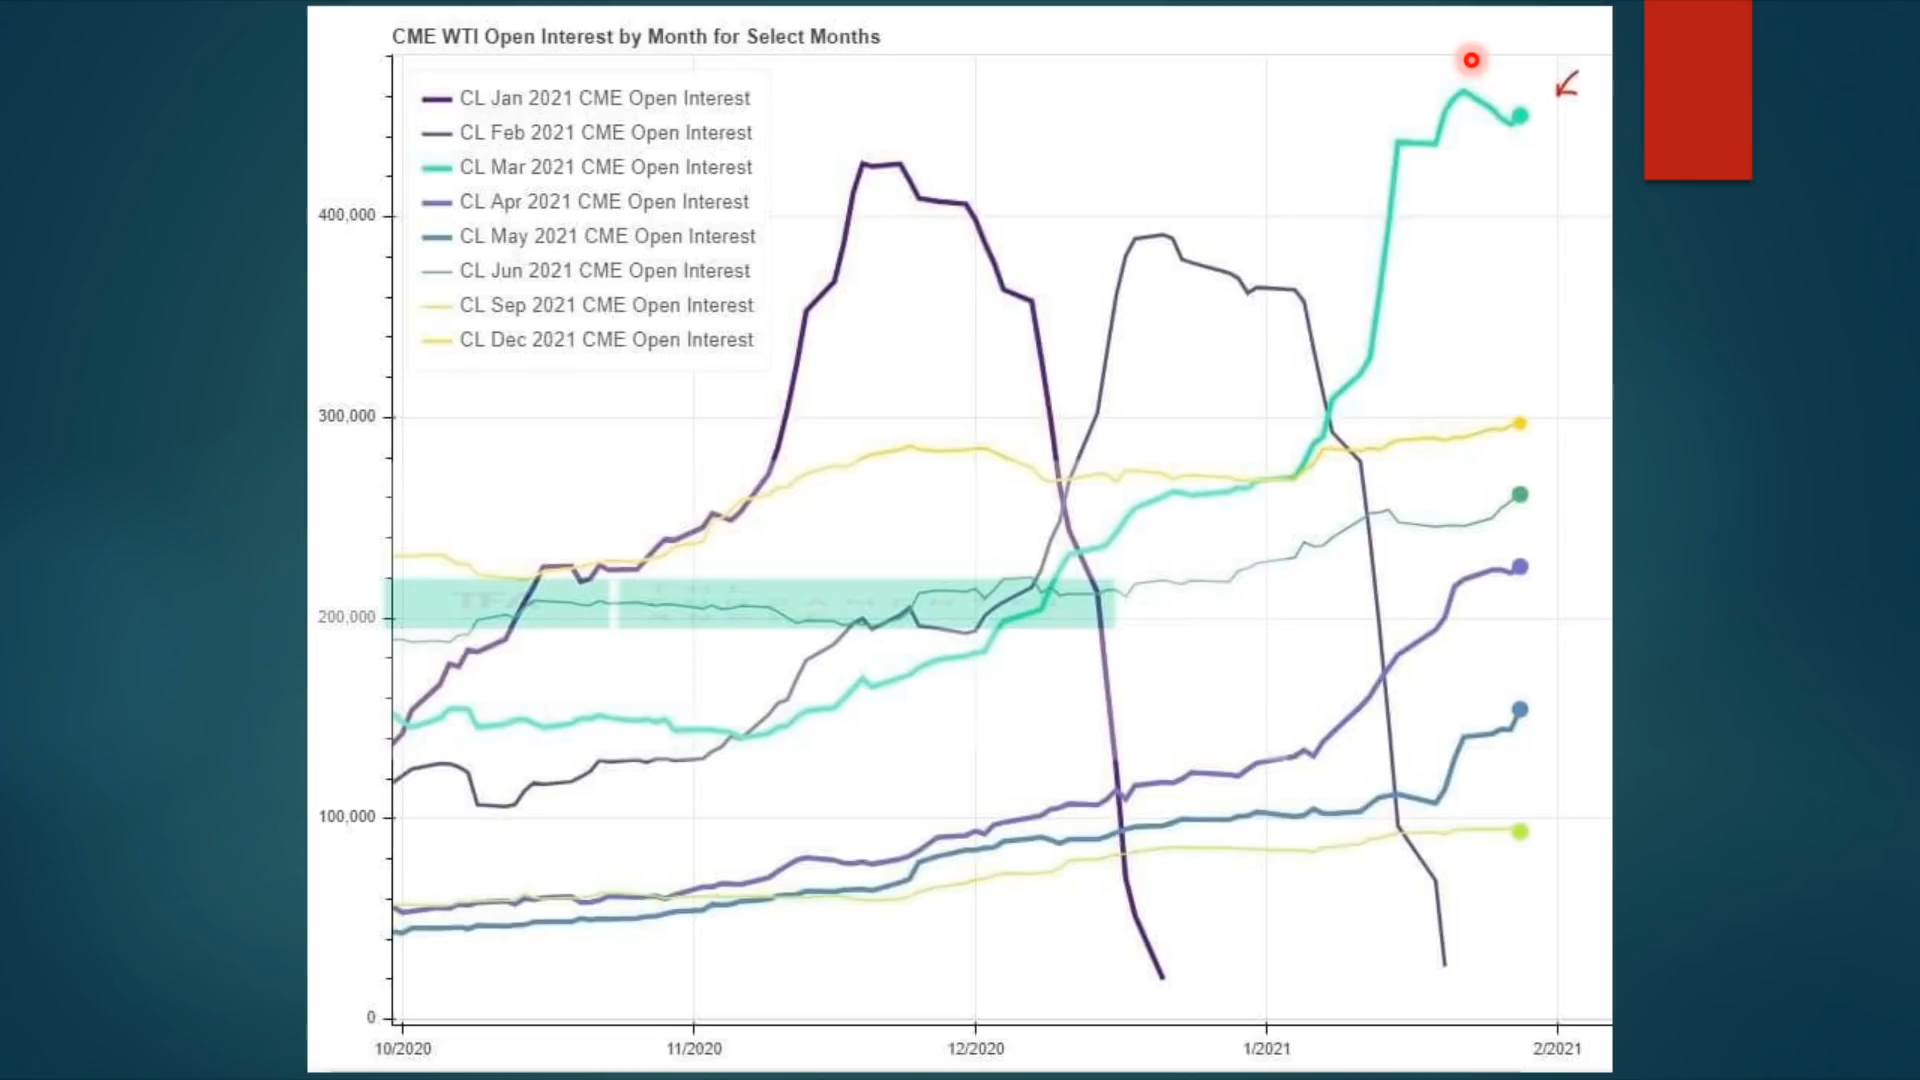 CME WTI Open Interest by Month for Select Months
CL Jan 2021 CME Open Interest
CL Feb 2021 CME Open Interest
CL Mar 2021 CME Open Interest
CL Apr 2021 CME Open Interest
CL May 2021 CME Open Interest
CL Jun 2021 CME Open Interest
CL Sep 2021 CME Open Interest
CL Dec 2021 CME Open Interest
400,000
300,000
200,000
100,000
0
10/2020 11/2020 12/2020 1/2021 2/2021